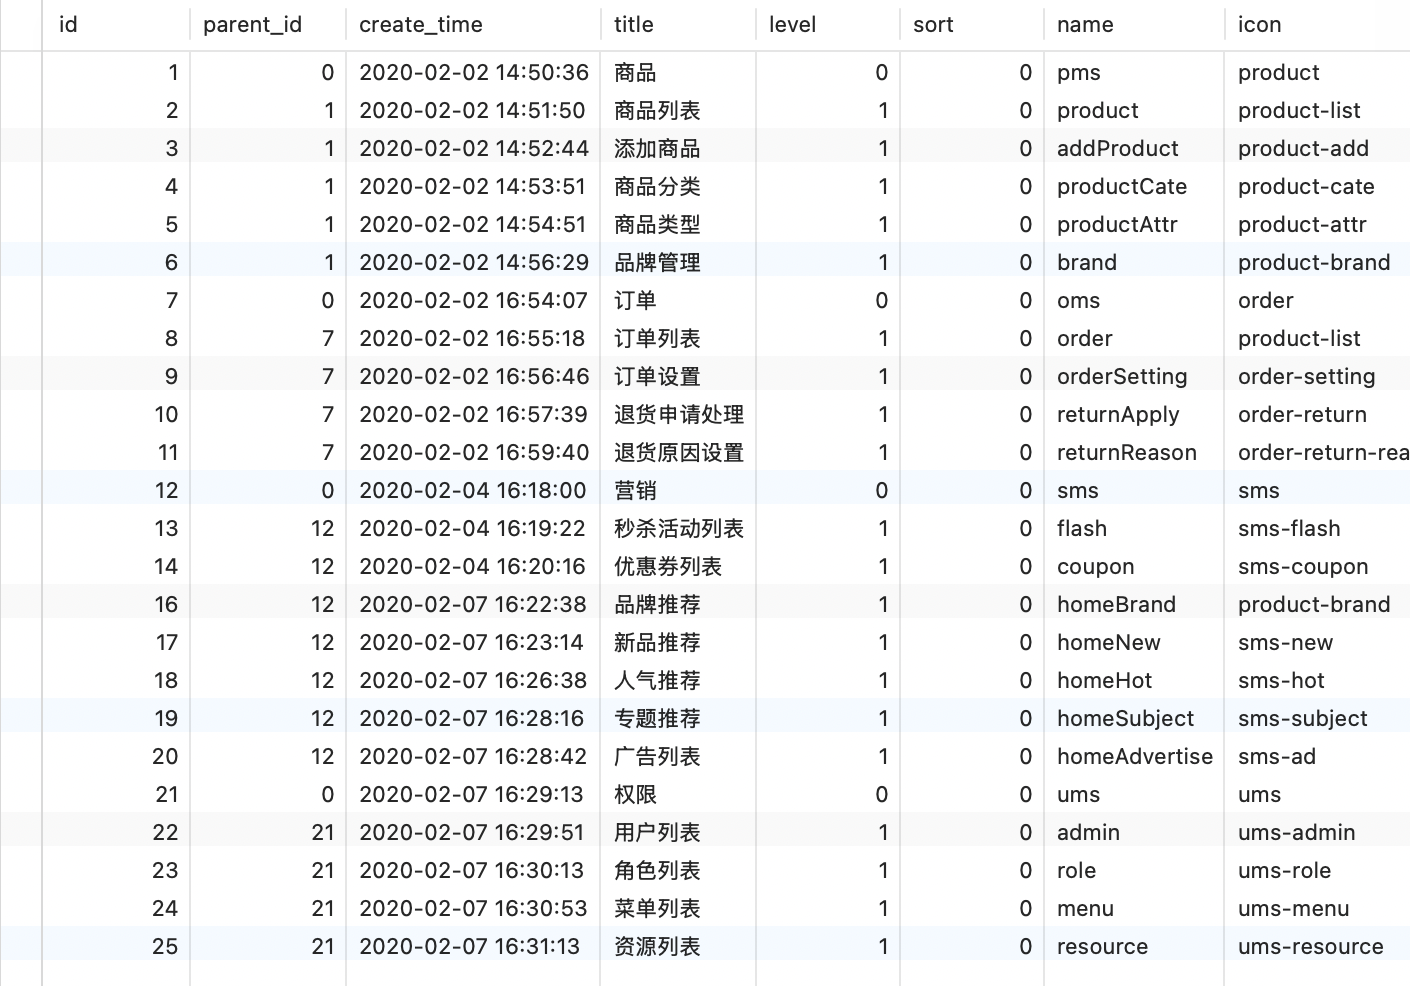 id parent_id create_time title level sort name icon
1 0 2020-02-02 14:50:36 商品 0 0 pms product
2 1 2020-02-02 14:51:50 商品列表 1 0 product product-list
3 1 2020-02-02 14:52:44 添加商品 1 0 addProduct product-add
4 1 2020-02-02 14:53:51 商品分类 1 0 productCate product-cate
5 1 2020-02-02 14:54:51 商品类型 1 0 productAttr product-attr
6 1 2020-02-02 14:56:29 品牌管理 1 0 brand product-brand
7 0 2020-02-02 16:54:07 订单 0 0 oms order
8 7 2020-02-02 16:55:18 订单列表 1 0 order product-list
9 7 2020-02-02 16:56:46 订单设置 1 0 orderSetting order-setting
10 7 2020-02-02 16:57:39 退货申请处理 1 0 returnApply order-return
11 7 2020-02-02 16:59:40 退货原因设置 1 0 returnReason order-return-rea
12 0 2020-02-04 16:18:00 营销 0 0 sms sms
13 12 2020-02-04 16:19:22 秒杀活动列表 1 0 flash sms-flash
14 12 2020-02-04 16:20:16 优惠券列表 1 0 coupon sms-coupon
16 12 2020-02-07 16:22:38 品牌推荐 1 0 homeBrand product-brand
17 12 2020-02-07 16:23:14 新品推荐 1 0 homeNew sms-new
18 12 2020-02-07 16:26:38 人气推荐 1 0 homeHot sms-hot
19 12 2020-02-07 16:28:16 专题推荐 1 0 homeSubject sms-subject
20 12 2020-02-07 16:28:42 广告列表 1 0 homeAdvertise sms-ad
21 0 2020-02-07 16:29:13 权限 0 0 ums ums
22 21 2020-02-07 16:29:51 用户列表 1 0 admin ums-admin
23 21 2020-02-07 16:30:13 角色列表 1 0 role ums-role
24 21 2020-02-07 16:30:53 菜单列表 1 0 menu ums-menu
25 21 2020-02-07 16:31:13 资源列表 1 0 resource ums-resource